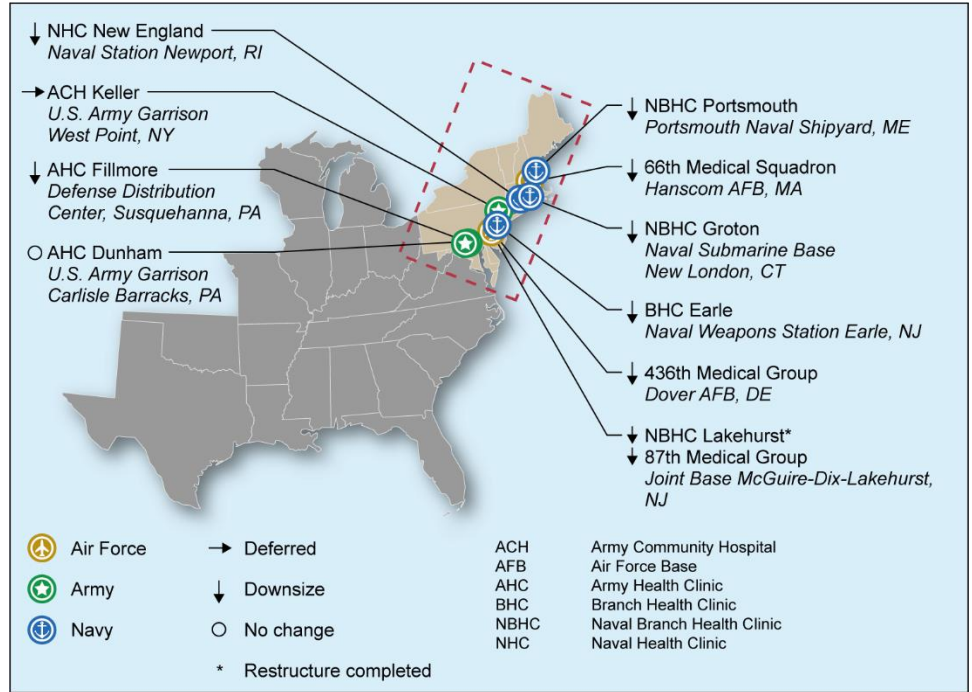 ↓ NHC New England
Naval Station Newport, RI
→ ACH Keller
U.S. Army Garrison
West Point, NY
↓ AHC Fillmore
Defense Distribution
Center, Susquehanna, PA
○ AHC Dunham
U.S. Army Garrison
Carlisle Barracks, PA
↓ NBHC Portsmouth
Portsmouth Naval Shipyard, ME
↓ 66th Medical Squadron
Hanscom AFB, MA
↓ NBHC Groton
Naval Submarine Base
New London, CT
↓ BHC Earle
Naval Weapons Station Earle, NJ
↓ 436th Medical Group
Dover AFB, DE
↓ NBHC Lakehurst*
↓ 87th Medical Group
Joint Base McGuire-Dix-Lakehurst,
NJ
Air Force
Army
Navy
→ Deferred
↓ Downsize
○ No change
* Restructure completed
ACH Army Community Hospital
AFB Air Force Base
AHC Army Health Clinic
BHC Branch Health Clinic
NBHC Naval Branch Health Clinic
NHC Naval Health Clinic